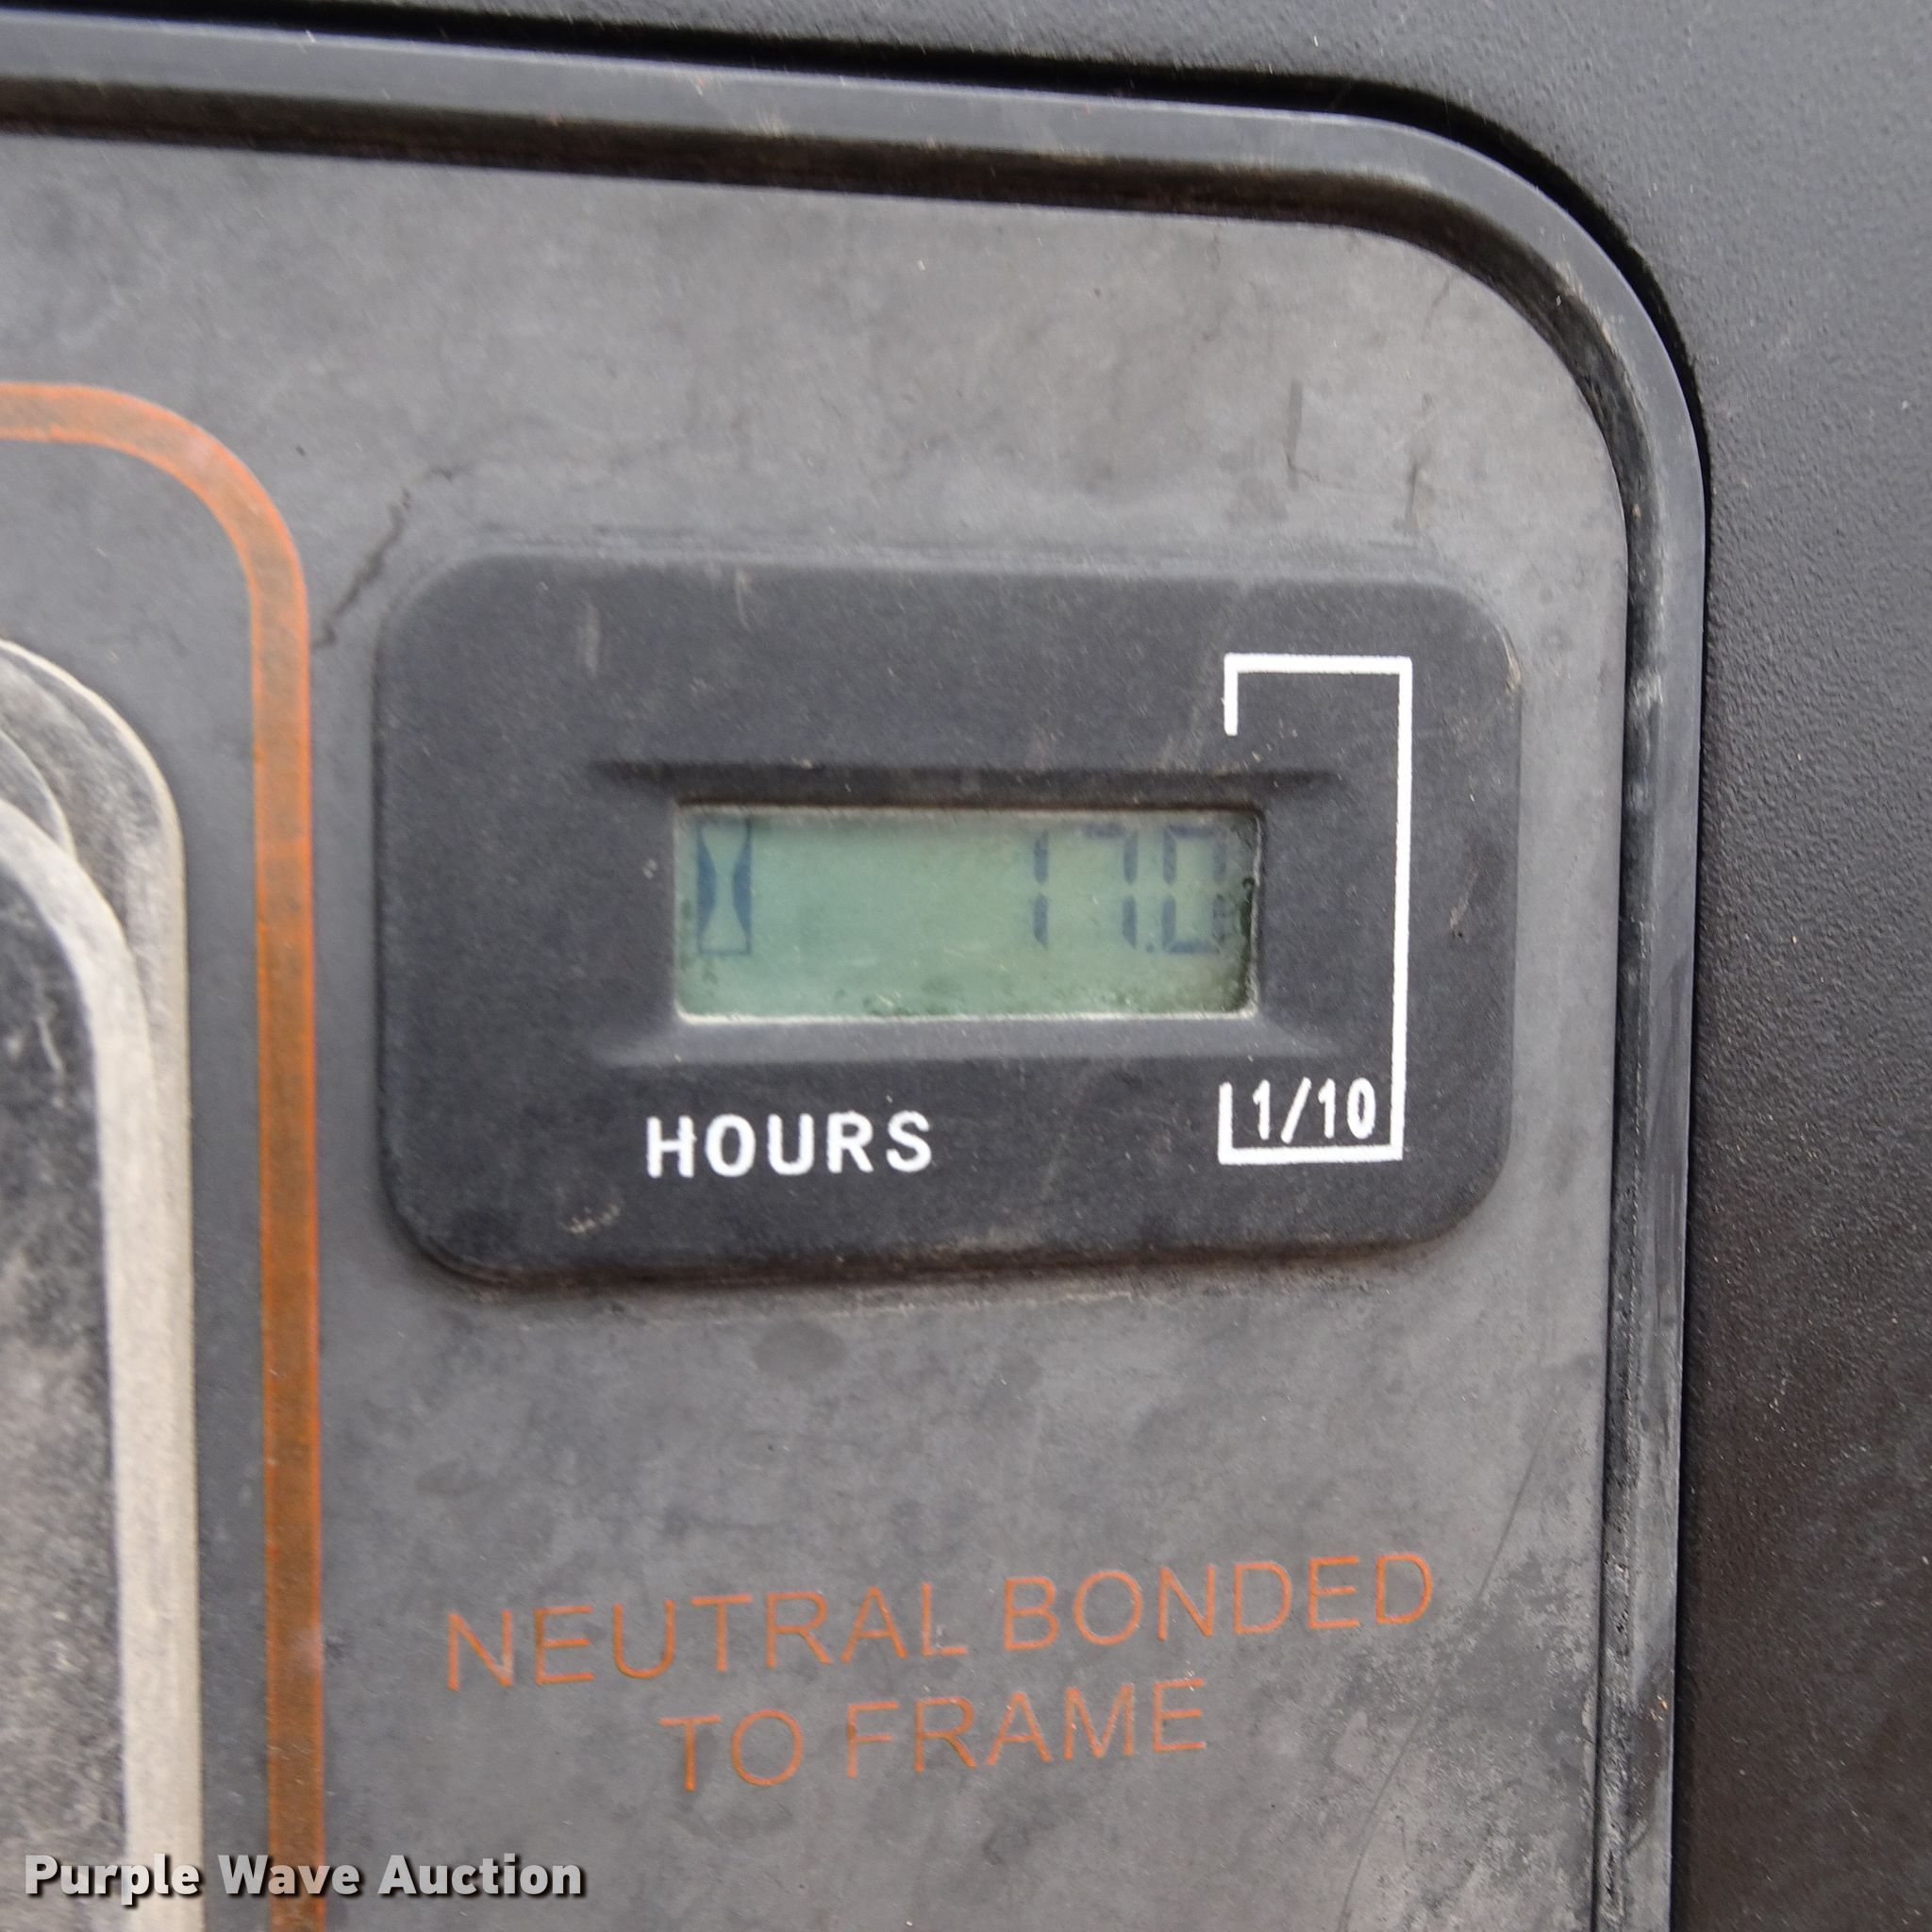 17.0
HOURS
1/10
NEUTRAL BONDED
TO FRAME
Purple Wave Auction